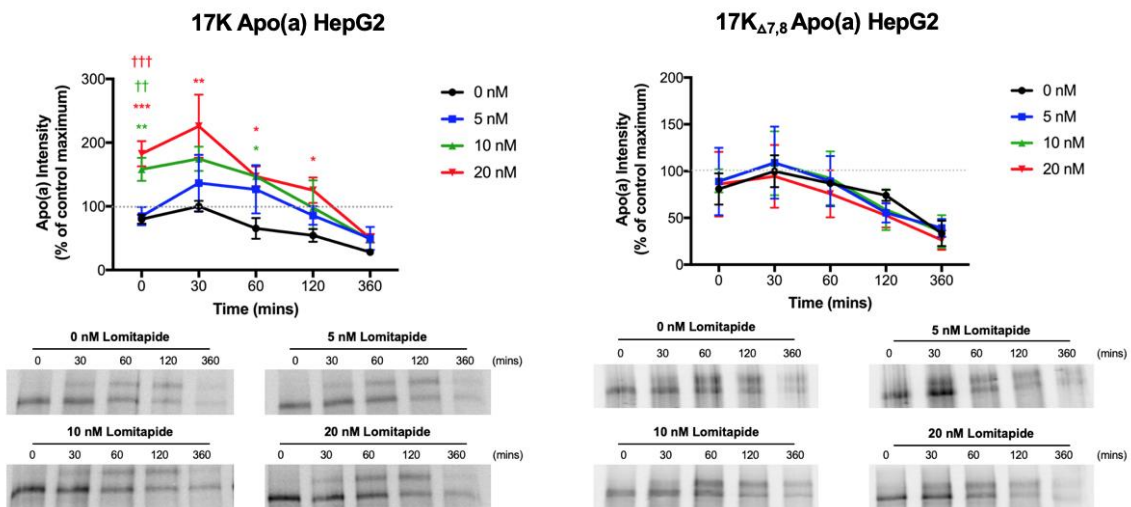 17K Apo(a) HepG2
Apo(a) Intensity
(% of control maximum)
300
200
100
0
†††
††
***
**
**
*
*
*
0 nM
5 nM
10 nM
20 nM
0 30 60 120 360
Time (mins)
0 nM Lomitapide
0 30 60 120 360
5 nM Lomitapide
0 30 60 120 360 (mins)
10 nM Lomitapide
0 30 60 120 360
20 nM Lomitapide
0 30 60 120 360 (mins)
17KΔ7,8 Apo(a) HepG2
Apo(a) Intensity
(% of control maximum)
200
150
100
50
0
0 nM
5 nM
10 nM
20 nM
0 30 60 120 360
Time (mins)
0 nM Lomitapide
0 30 60 120 360
5 nM Lomitapide
0 30 60 120 360 (mins)
10 nM Lomitapide
0 30 60 120 360
20 nM Lomitapide
0 30 60 120 360 (mins)